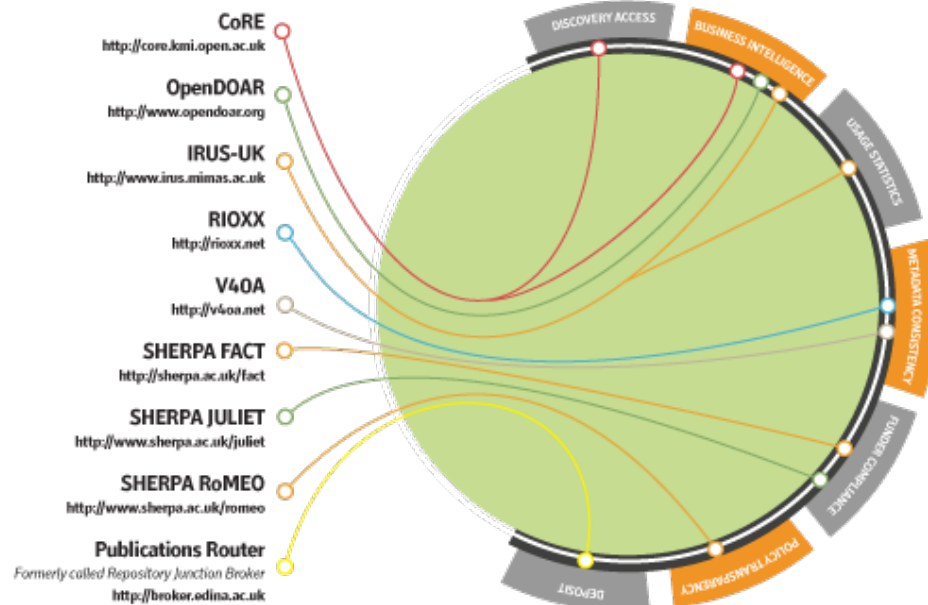 CoRE
http://core.kmi.open.ac.uk
OpenDOAR
http://www.opendoar.org
IRUS-UK
http://www.irus.mimas.ac.uk
RIOXX
http://rioxx.net
V4OA
http://v4oa.net
SHERPA FACT
http://sherpa.ac.uk/fact
SHERPA JULIET
http://www.sherpa.ac.uk/juliet
SHERPA RoMEO
http://www.sherpa.ac.uk/romeo
Publications Router
Formerly called Repository Junction Broker
http://broker.edina.ac.uk
DISCOVERY ACCESS
BUSINESS INTELLIGENCE
USAGE STATISTICS
METADATA CONSISTENCY
FUNDER COMPLIANCE
POLICY TRANSPARENCY
DEPOSIT